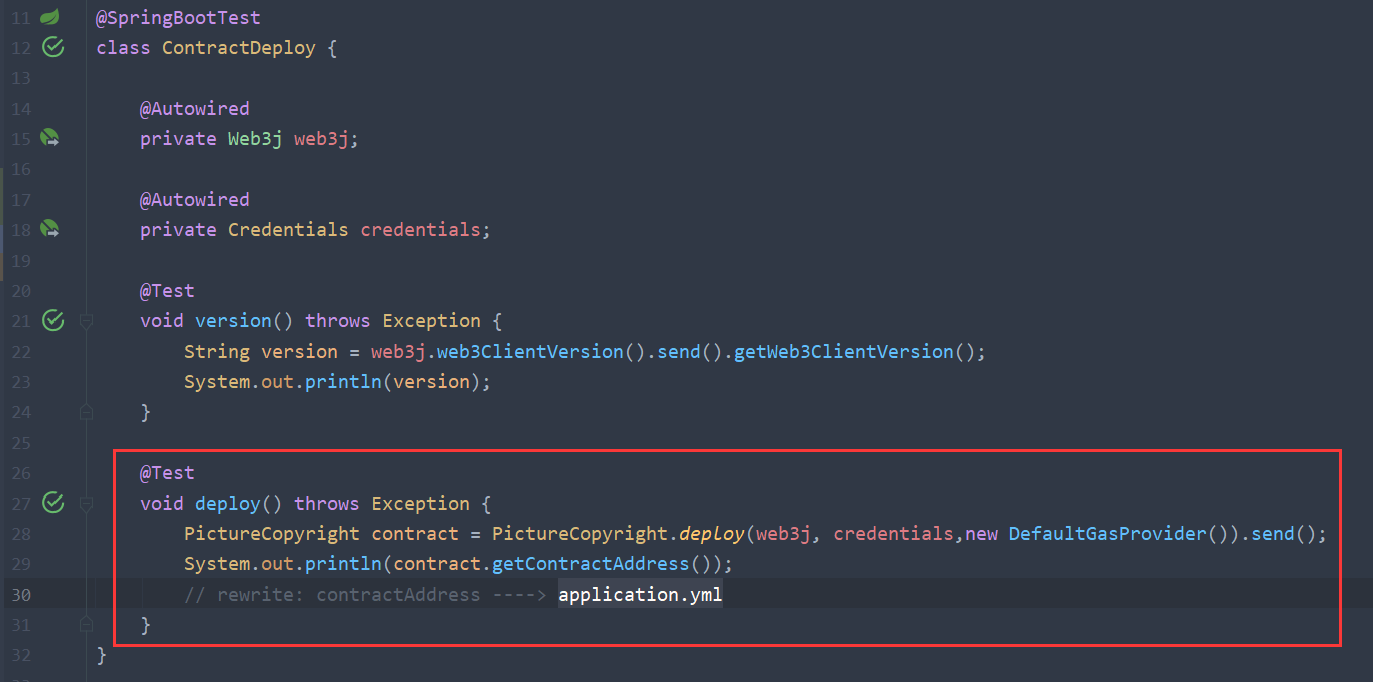 11 @SpringBootTest
12 class ContractDeploy {
13
14 @Autowired
15 private Web3j web3j;
16
17 @Autowired
18 private Credentials credentials;
19
20 @Test
21 void version() throws Exception {
22 String version = web3j.web3ClientVersion().send().getWeb3ClientVersion();
23 System.out.println(version);
24 }
25
26 @Test
27 void deploy() throws Exception {
28 PictureCopyright contract = PictureCopyright.deploy(web3j, credentials,new DefaultGasProvider()).send();
29 System.out.println(contract.getContractAddress());
30 // rewrite: contractAddress ----> application.yml
31 }
32 }